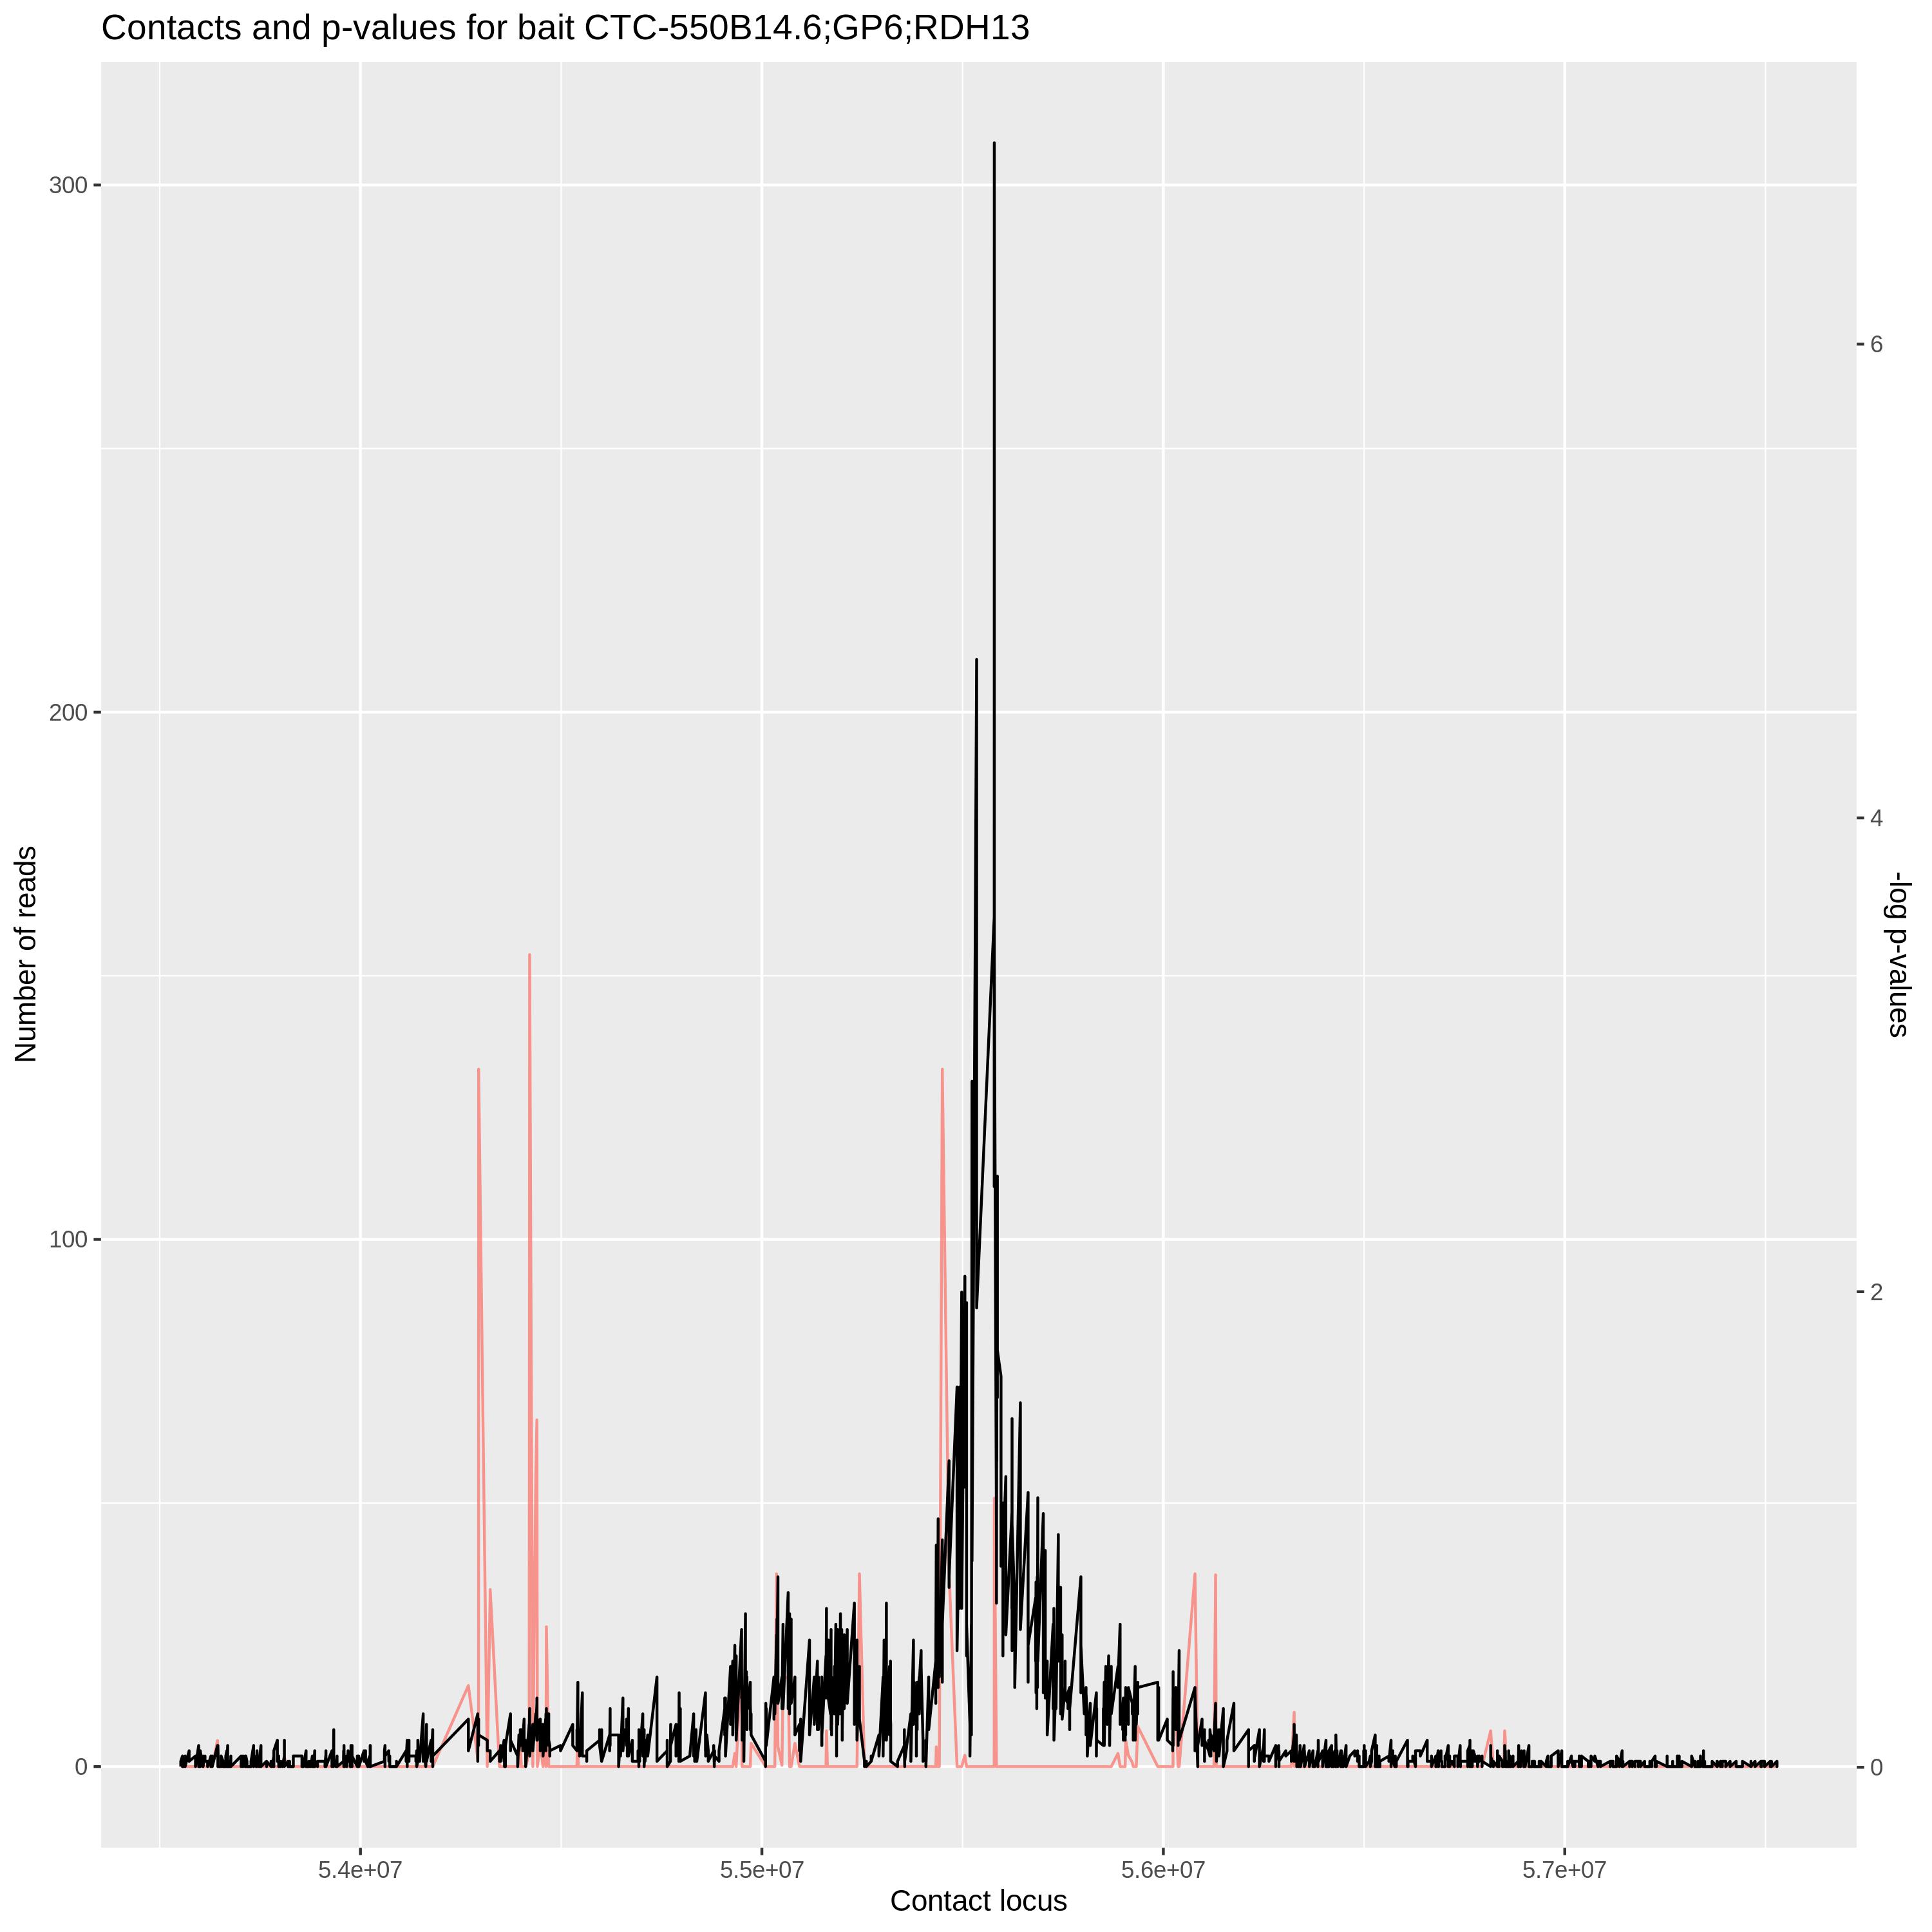 Contacts and p-values for bait CTC-550B14.6;GP6;RDH13
300
200
100
0
Number of reads
6
4
2
0
-log p-values
5.4e+07 5.5e+07 5.6e+07 5.7e+07
Contact locus